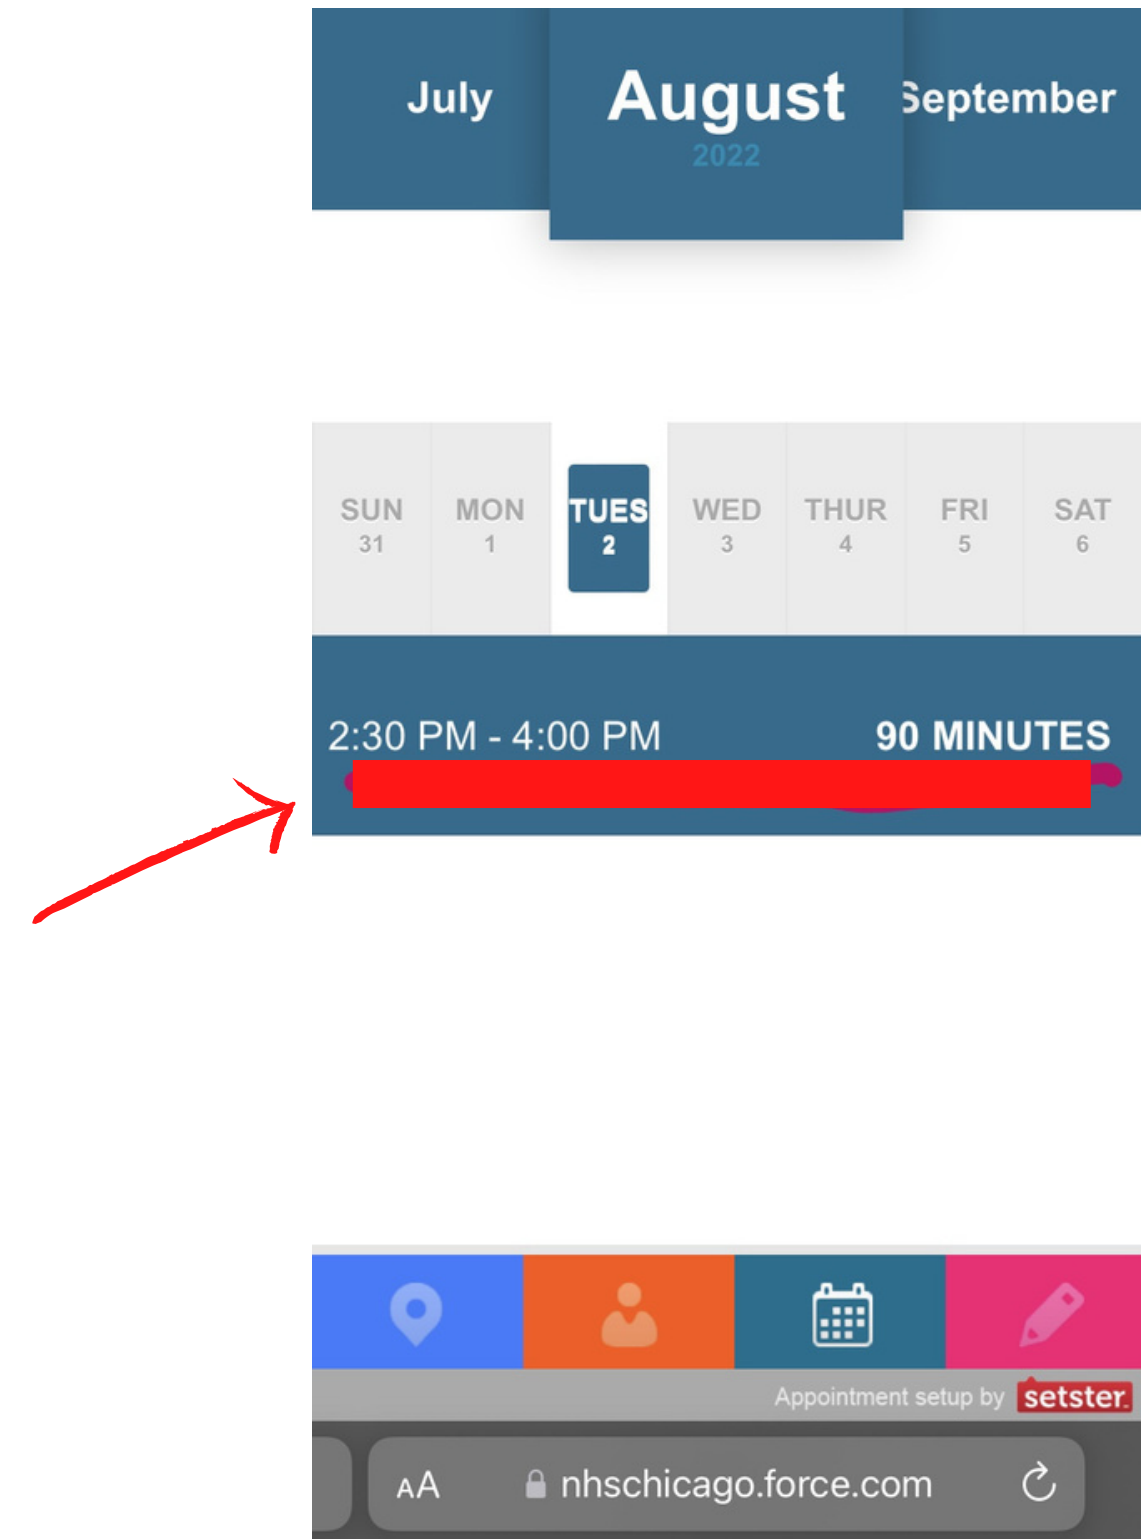 July August September
2022
SUN MON TUES WED THUR FRI SAT
31 1 2 3 4 5 6
2:30 PM - 4:00 PM 90 MINUTES
Appointment setup by setster.
AA nhschicago.force.com